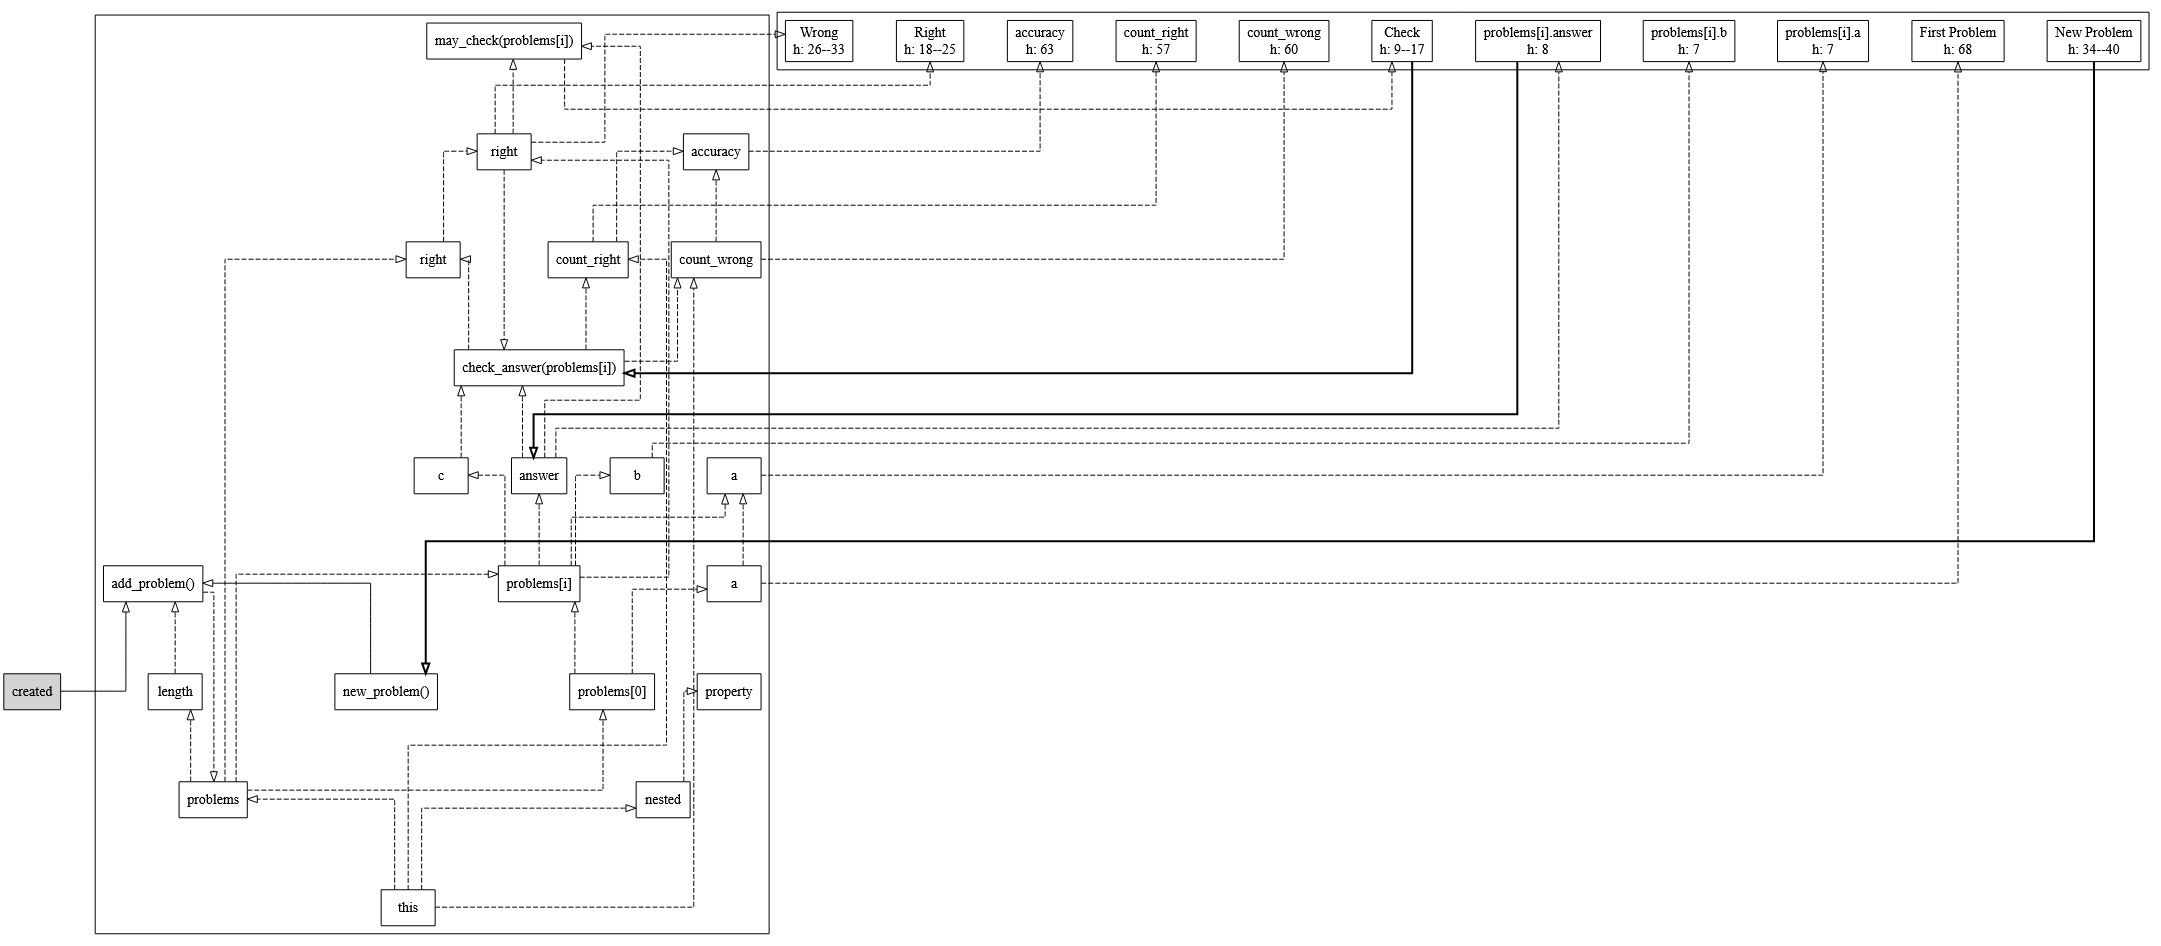 may_check(problems[i])
Wrong
h: 26--33
Right
h: 18--25
accuracy
h: 63
count_right
h: 57
count_wrong
h: 60
Check
h: 9--17
problems[i].answer
h: 8
problems[i].b
h: 7
problems[i].a
h: 7
First Problem
h: 68
New Problem
h: 34--40
right
accuracy
right
count_right
count_wrong
check_answer(problems[i])
c
answer
b
a
add_problem()
problems[i]
a
created
length
new_problem()
problems[0]
property
problems
nested
this